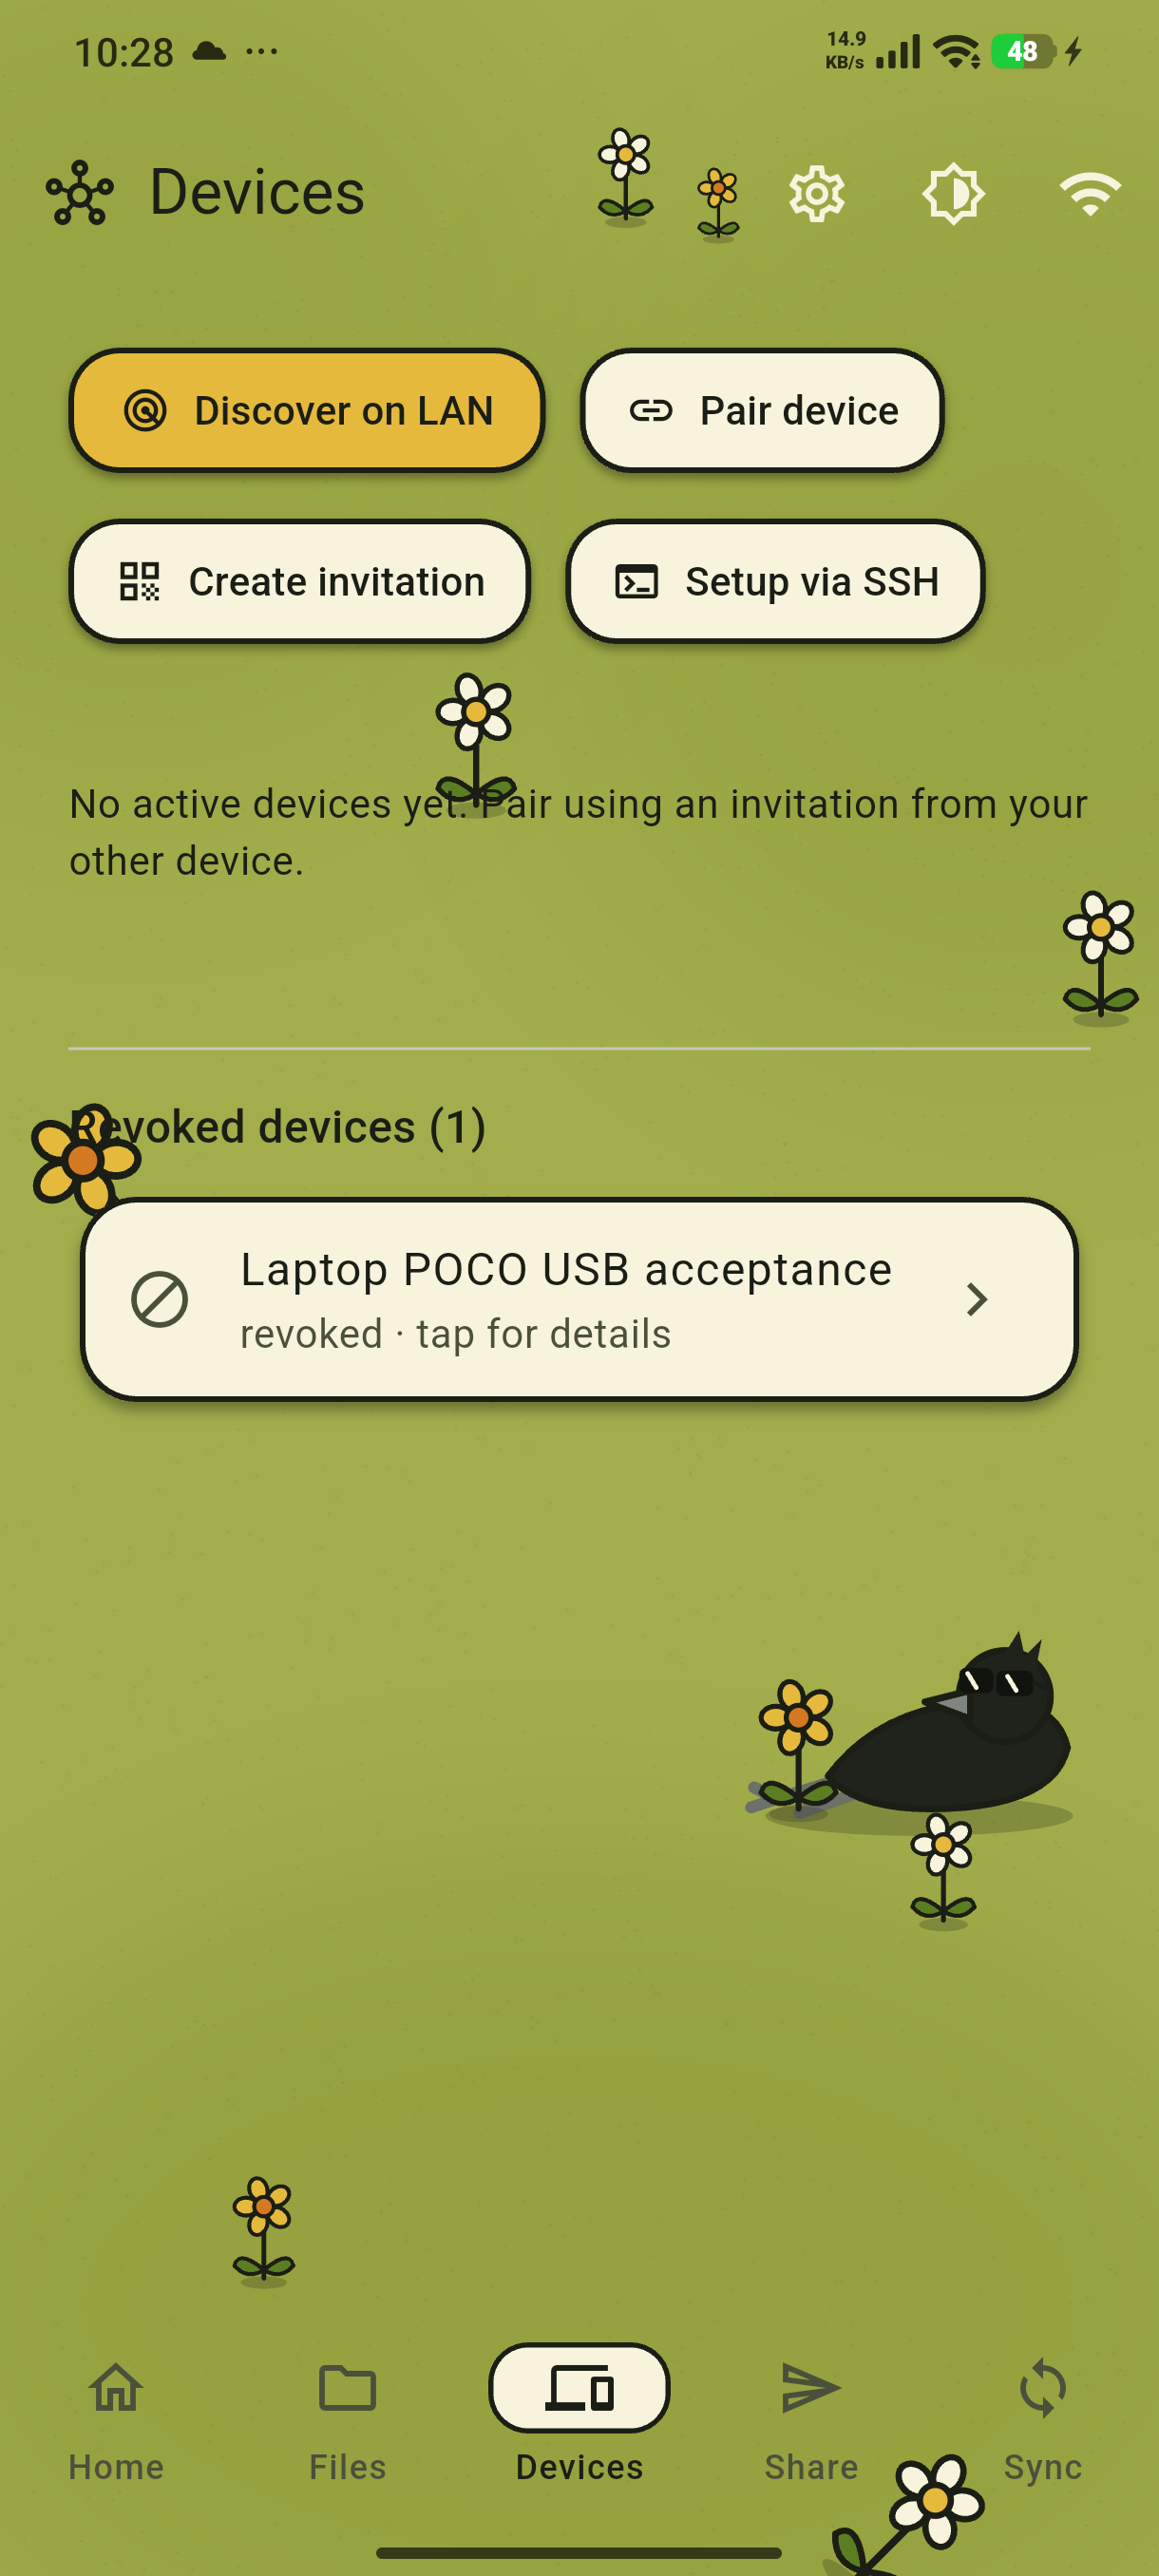 10:28
14.9
KB/s
48
Devices
Discover on LAN
Pair device
Create invitation
Setup via SSH
No active devices yet. Pair using an invitation from your
other device.
Revoked devices (1)
Laptop POCO USB acceptance
revoked · tap for details
Home
Files
Devices
Share
Sync